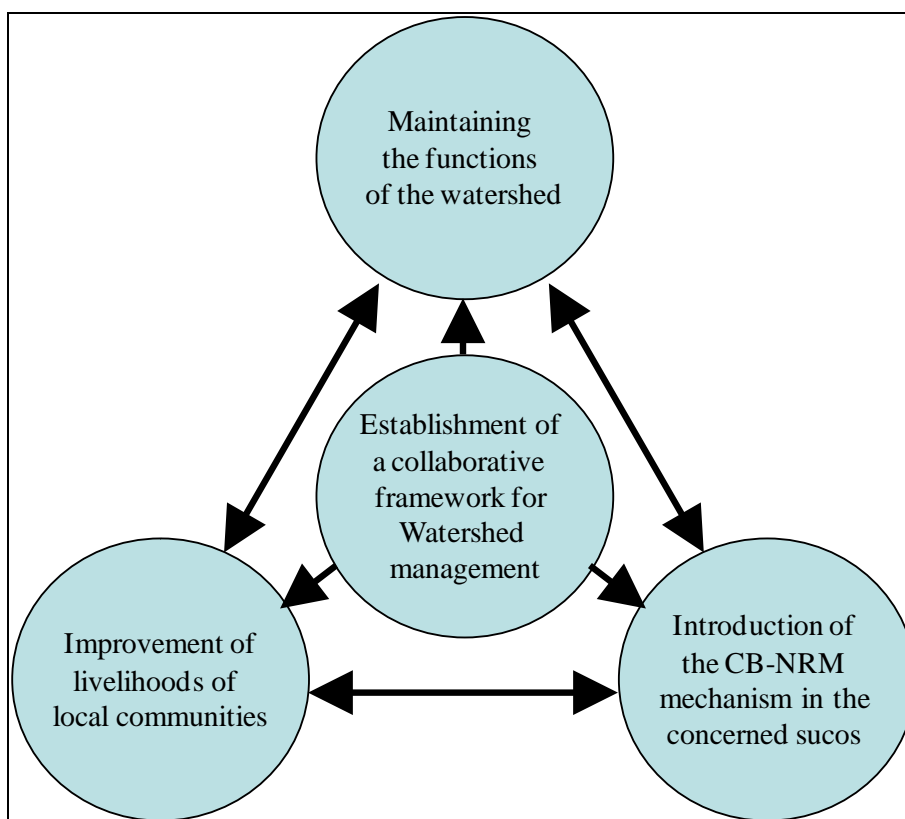 Maintaining
the functions
of the watershed
Establishment of
a collaborative
framework for
Watershed
management
Improvement of
livelihoods of
local communities
Introduction of
the CB-NRM
mechanism in the
concerned sucos